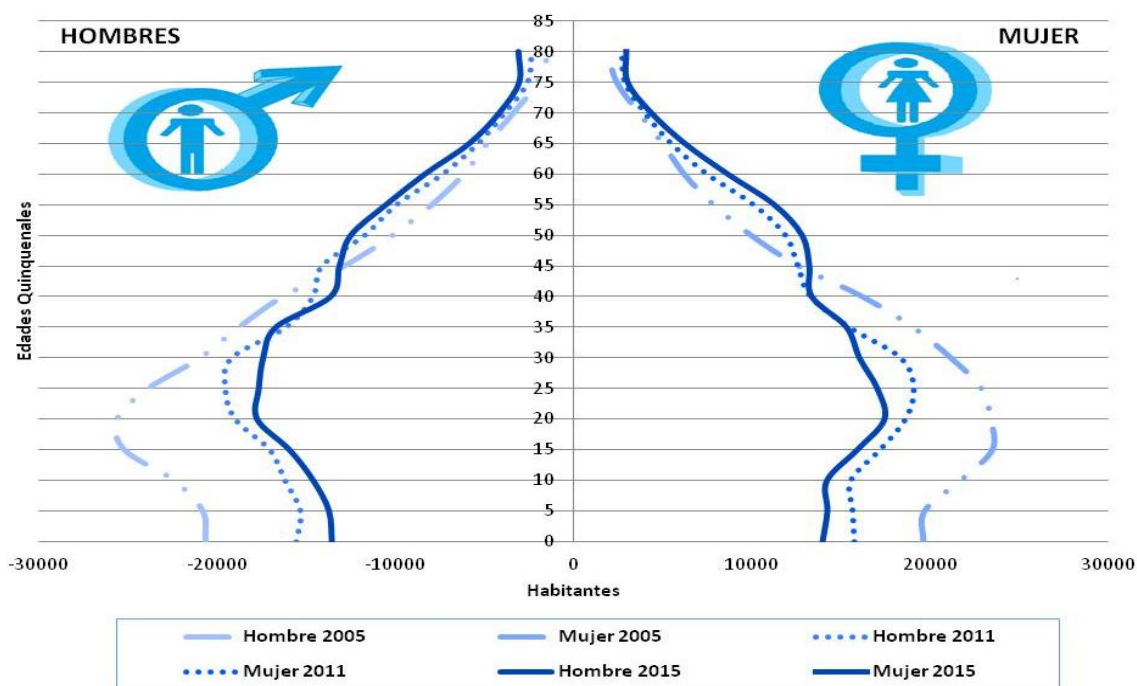 HOMBRES
MUJER
85
80
75
70
65
60
55
50
45
40
35
30
25
20
15
10
5
0
Edades Quinquenales
-30000 -20000 -10000 0 10000 20000 30000
Habitantes
Hombre 2005 Mujer 2005 Hombre 2011
Mujer 2011 Hombre 2015 Mujer 2015